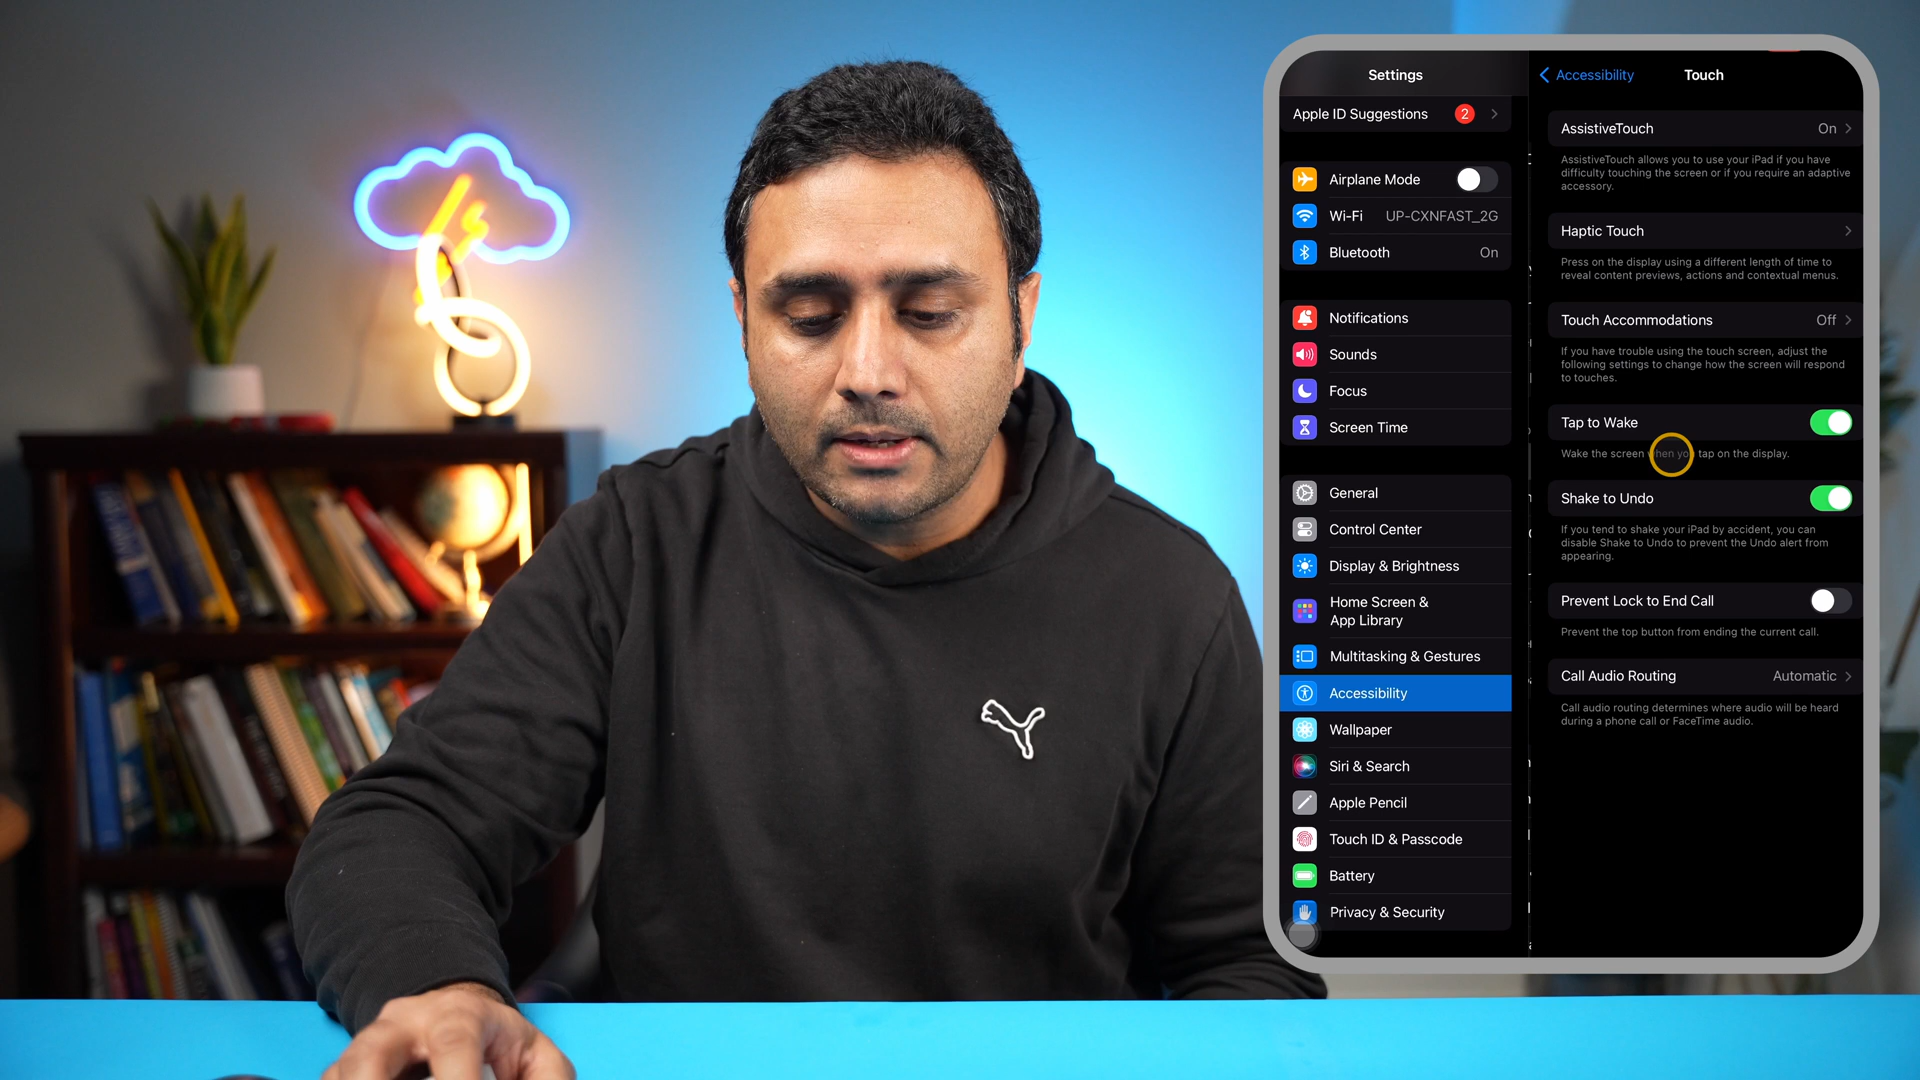 Settings
Apple ID Suggestions 2
Airplane Mode
Wi-Fi UP-CXNFAST_2G
Bluetooth On
Notifications
Sounds
Focus
Screen Time
General
Control Center
Display & Brightness
Home Screen &
App Library
Multitasking & Gestures
Accessibility
Wallpaper
Siri & Search
Apple Pencil
Touch ID & Passcode
Battery
Privacy & Security
Accessibility Touch
AssistiveTouch On
AssistiveTouch allows you to use your iPad if you have
difficulty touching the screen or if you require an adaptive
accessory.
Haptic Touch
Press on the display using a different length of time to
reveal content previews, actions and contextual menus.
Touch Accommodations Off
If you have trouble using the touch screen, adjust the
following settings to change how the screen will respond
to touches.
Tap to Wake
Wake the screen when you tap on the display.
Shake to Undo
If you tend to shake your iPad by accident, you can
disable Shake to Undo to prevent the Undo alert from
appearing.
Prevent Lock to End Call
Prevent the top button from ending the current call.
Call Audio Routing Automatic
Call audio routing determines where audio will be heard
during a phone call or FaceTime audio.